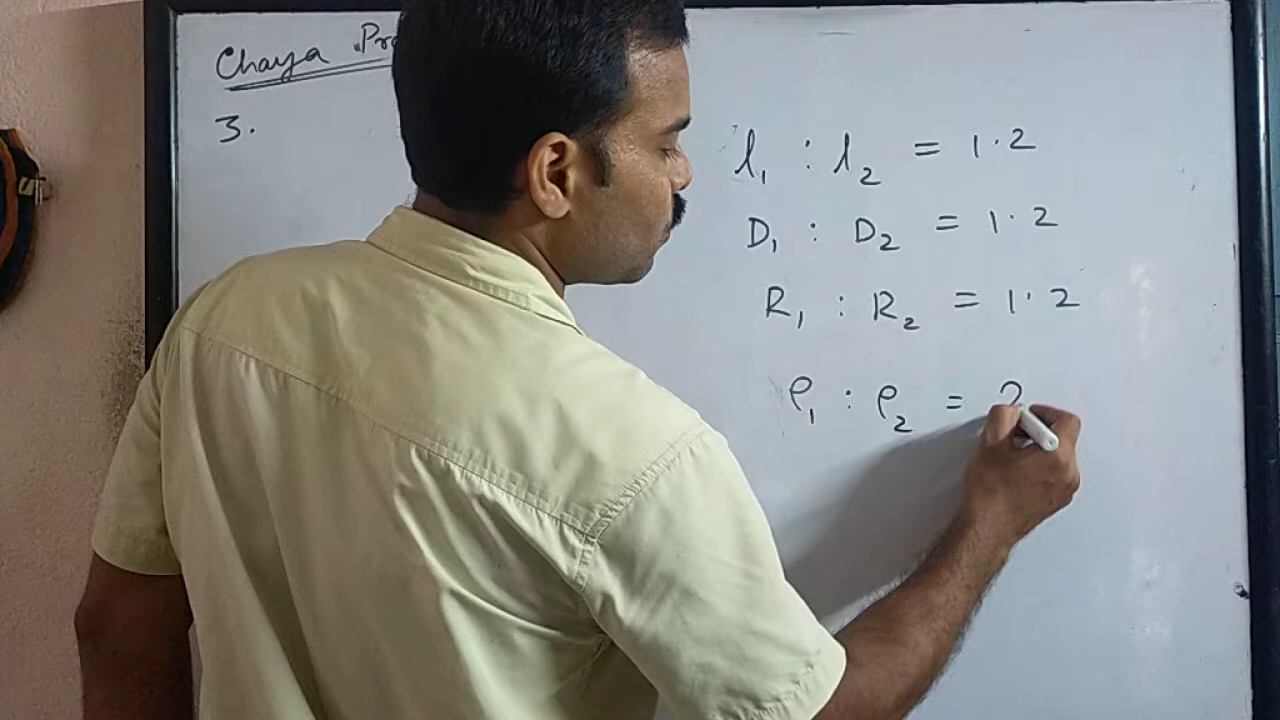 Chaya
3.
l₁ : l₂ = 1.2
D₁ : D₂ = 1.2
R₁ : R₂ = 1.2
ρ₁ : ρ₂ = ?